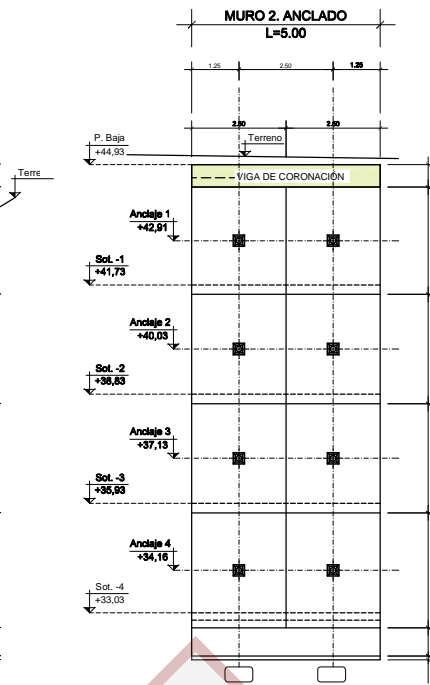 MURO 2. ANCLADO
L=5.00
1.25
2.50
1.25
2.50
2.50
P. Baja
+44,93
Terreno
Terre
VIGA DE CORONACIÓN
Anclaje 1
+42,91
Sot. -1
+41,73
Anclaje 2
+40,03
Sot. -2
+38,83
Anclaje 3
+37,13
Sot. -3
+35,93
Anclaje 4
+34,16
Sot. -4
+33,03